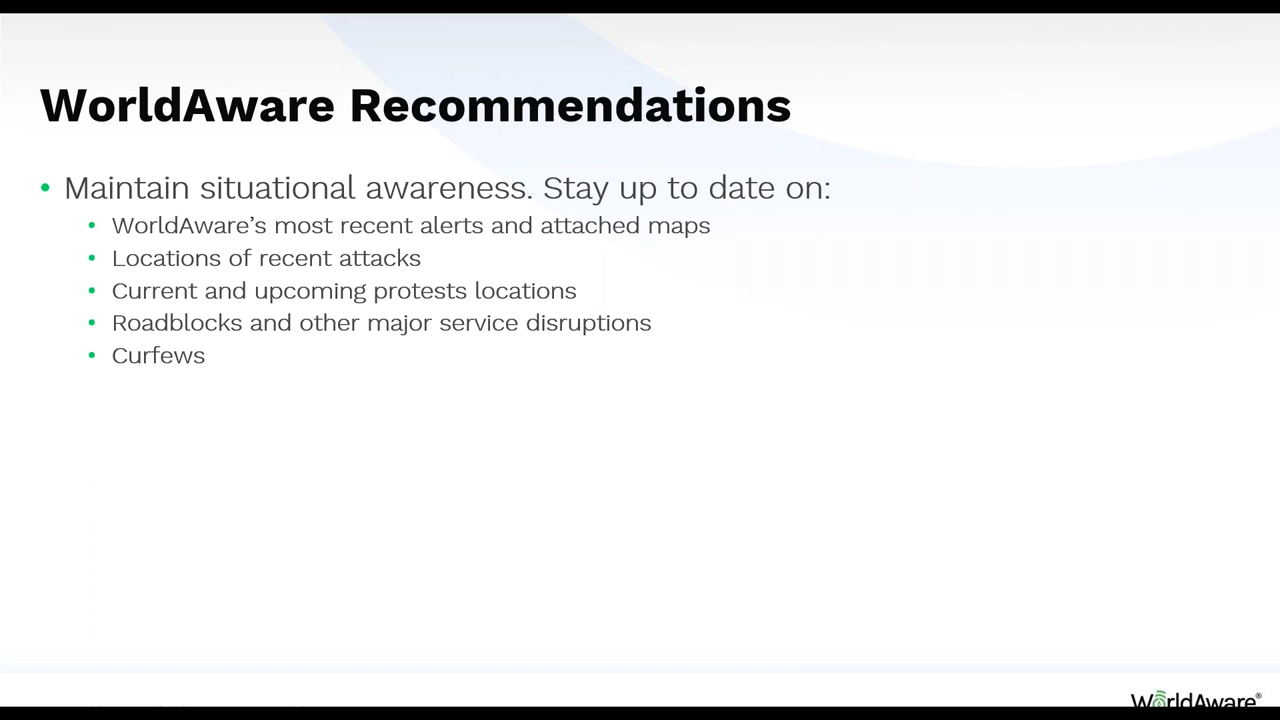 WorldAware Recommendations
• Maintain situational awareness. Stay up to date on:
• WorldAware's most recent alerts and attached maps
• Locations of recent attacks
• Current and upcoming protests locations
• Roadblocks and other major service disruptions
• Curfews
WorldAware®